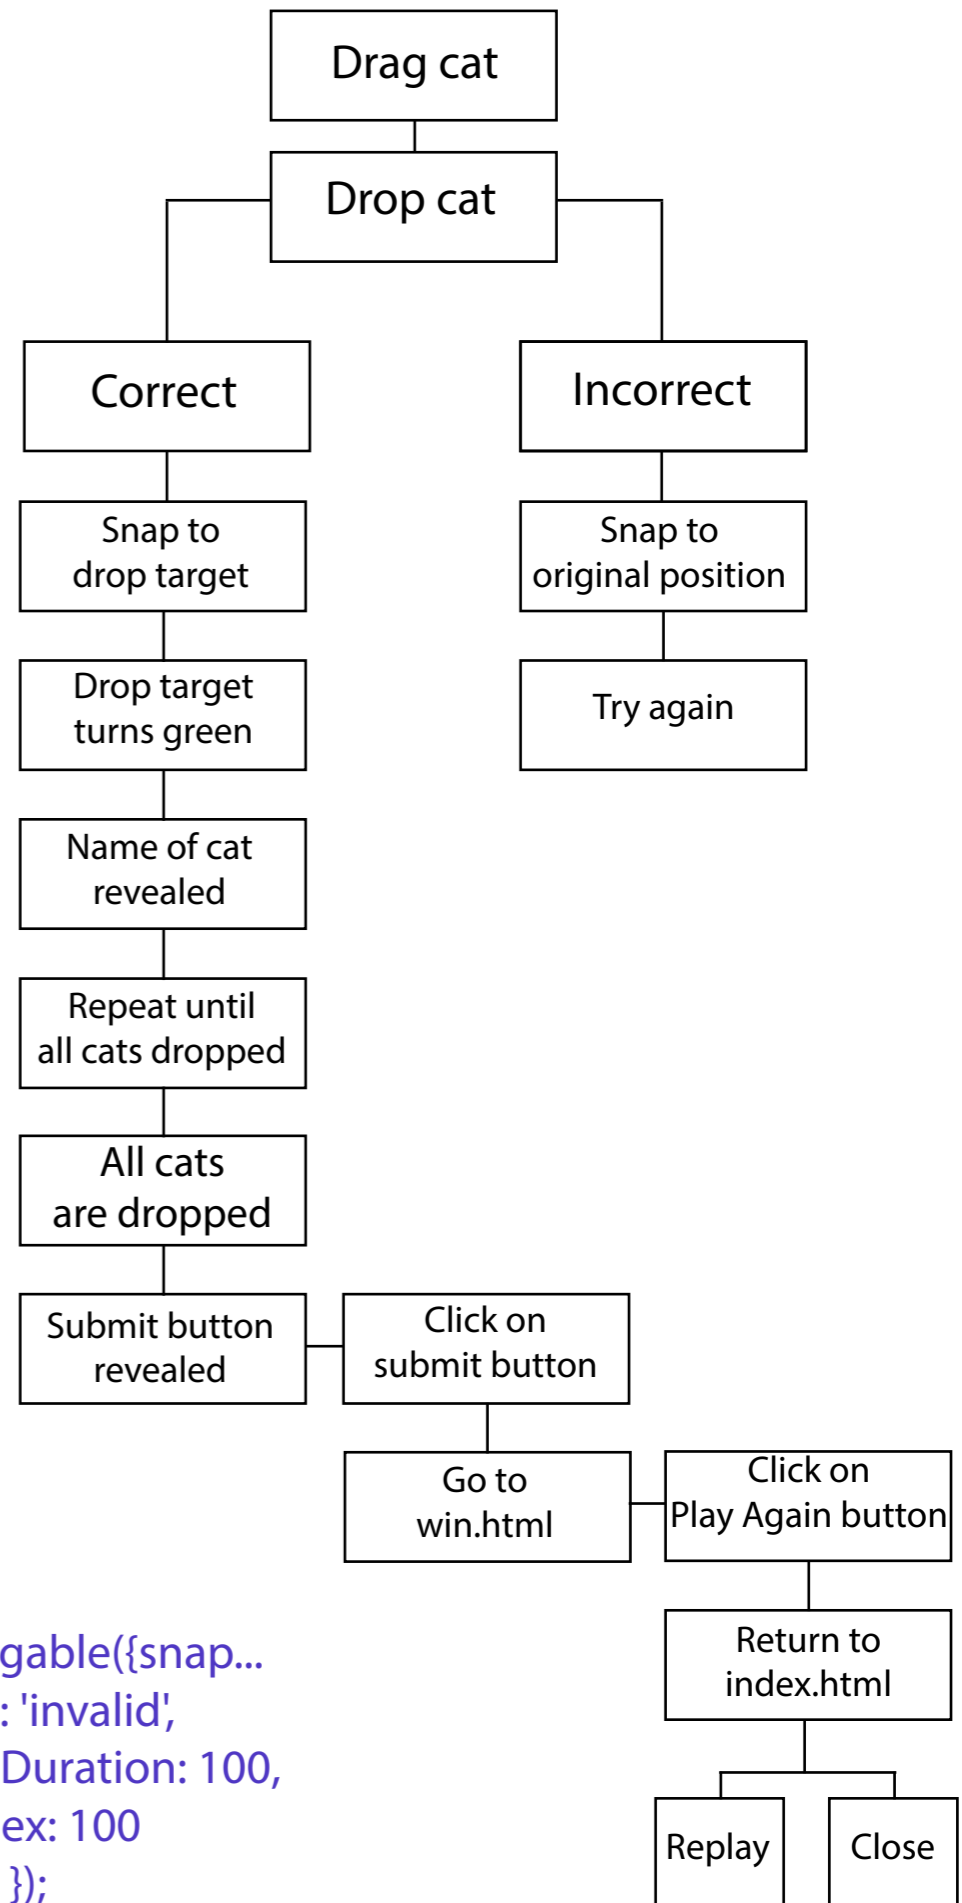 Drag cat
Drop cat
Correct
Incorrect
Snap to
drop target
Snap to
original position
Drop target
turns green
Try again
Name of cat
revealed
Repeat until
all cats dropped
All cats
are dropped
Submit button
revealed
Click on
submit button
Go to
win.html
Click on
Play Again button
Return to
index.html
Replay
Close
gable({snap...
: 'invalid',
Duration: 100,
ex: 100
});